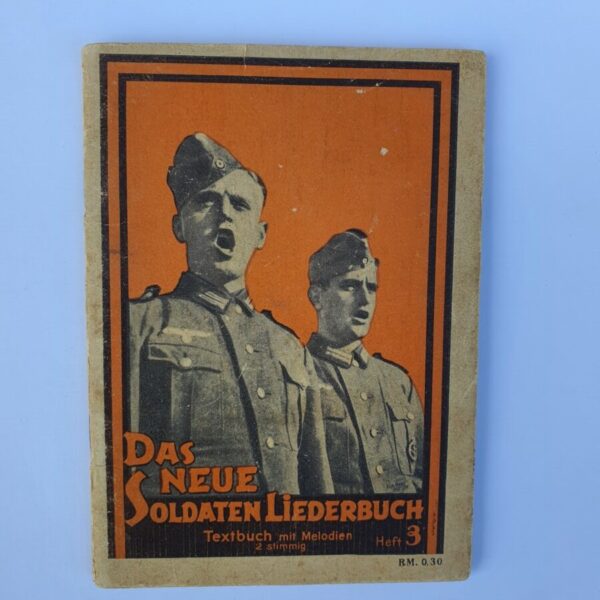 DAS
NEUE
SOLDATEN LIEDERBUCH
Textbuch mit Melodien
2 stimmig
Heft 3
RM. 0.30